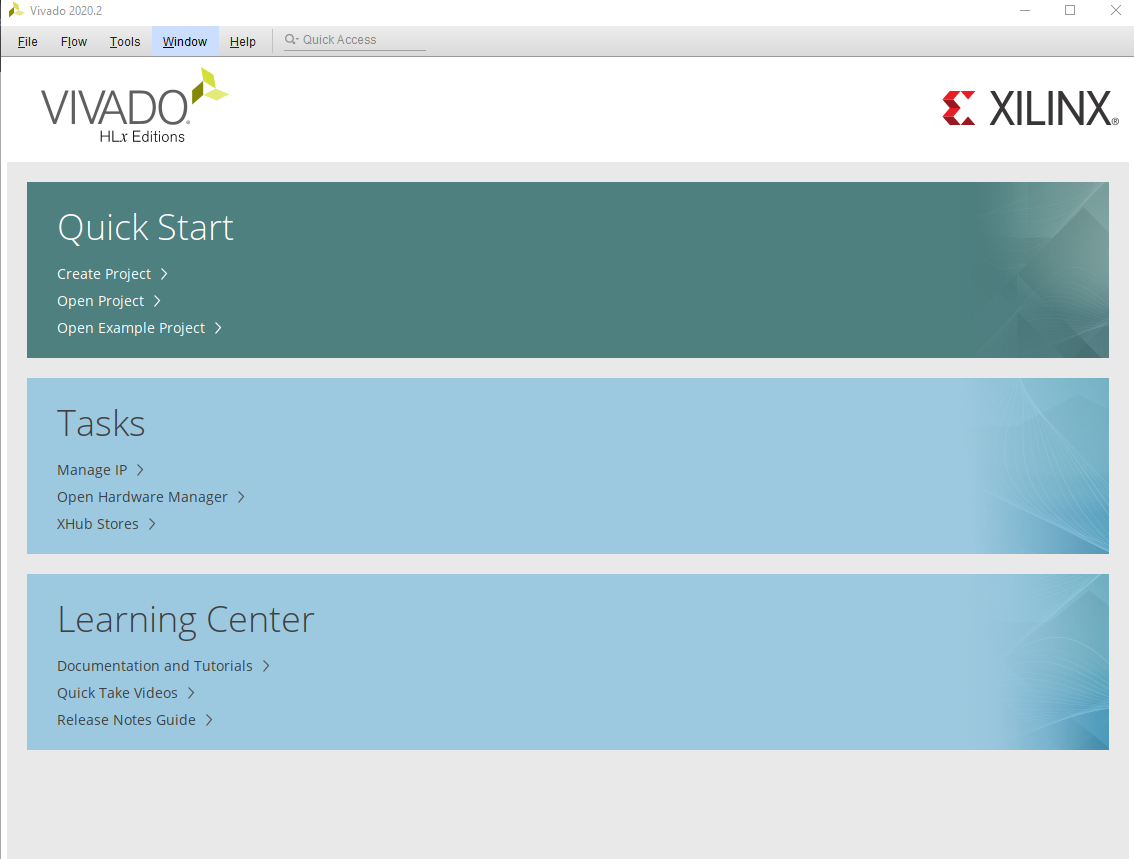 Vivado 2020.2
File Flow Tools Window Help Quick Access
VIVADO®
HLx Editions
XILINX®
Quick Start
Create Project
Open Project
Open Example Project
Tasks
Manage IP
Open Hardware Manager
XHub Stores
Learning Center
Documentation and Tutorials
Quick Take Videos
Release Notes Guide